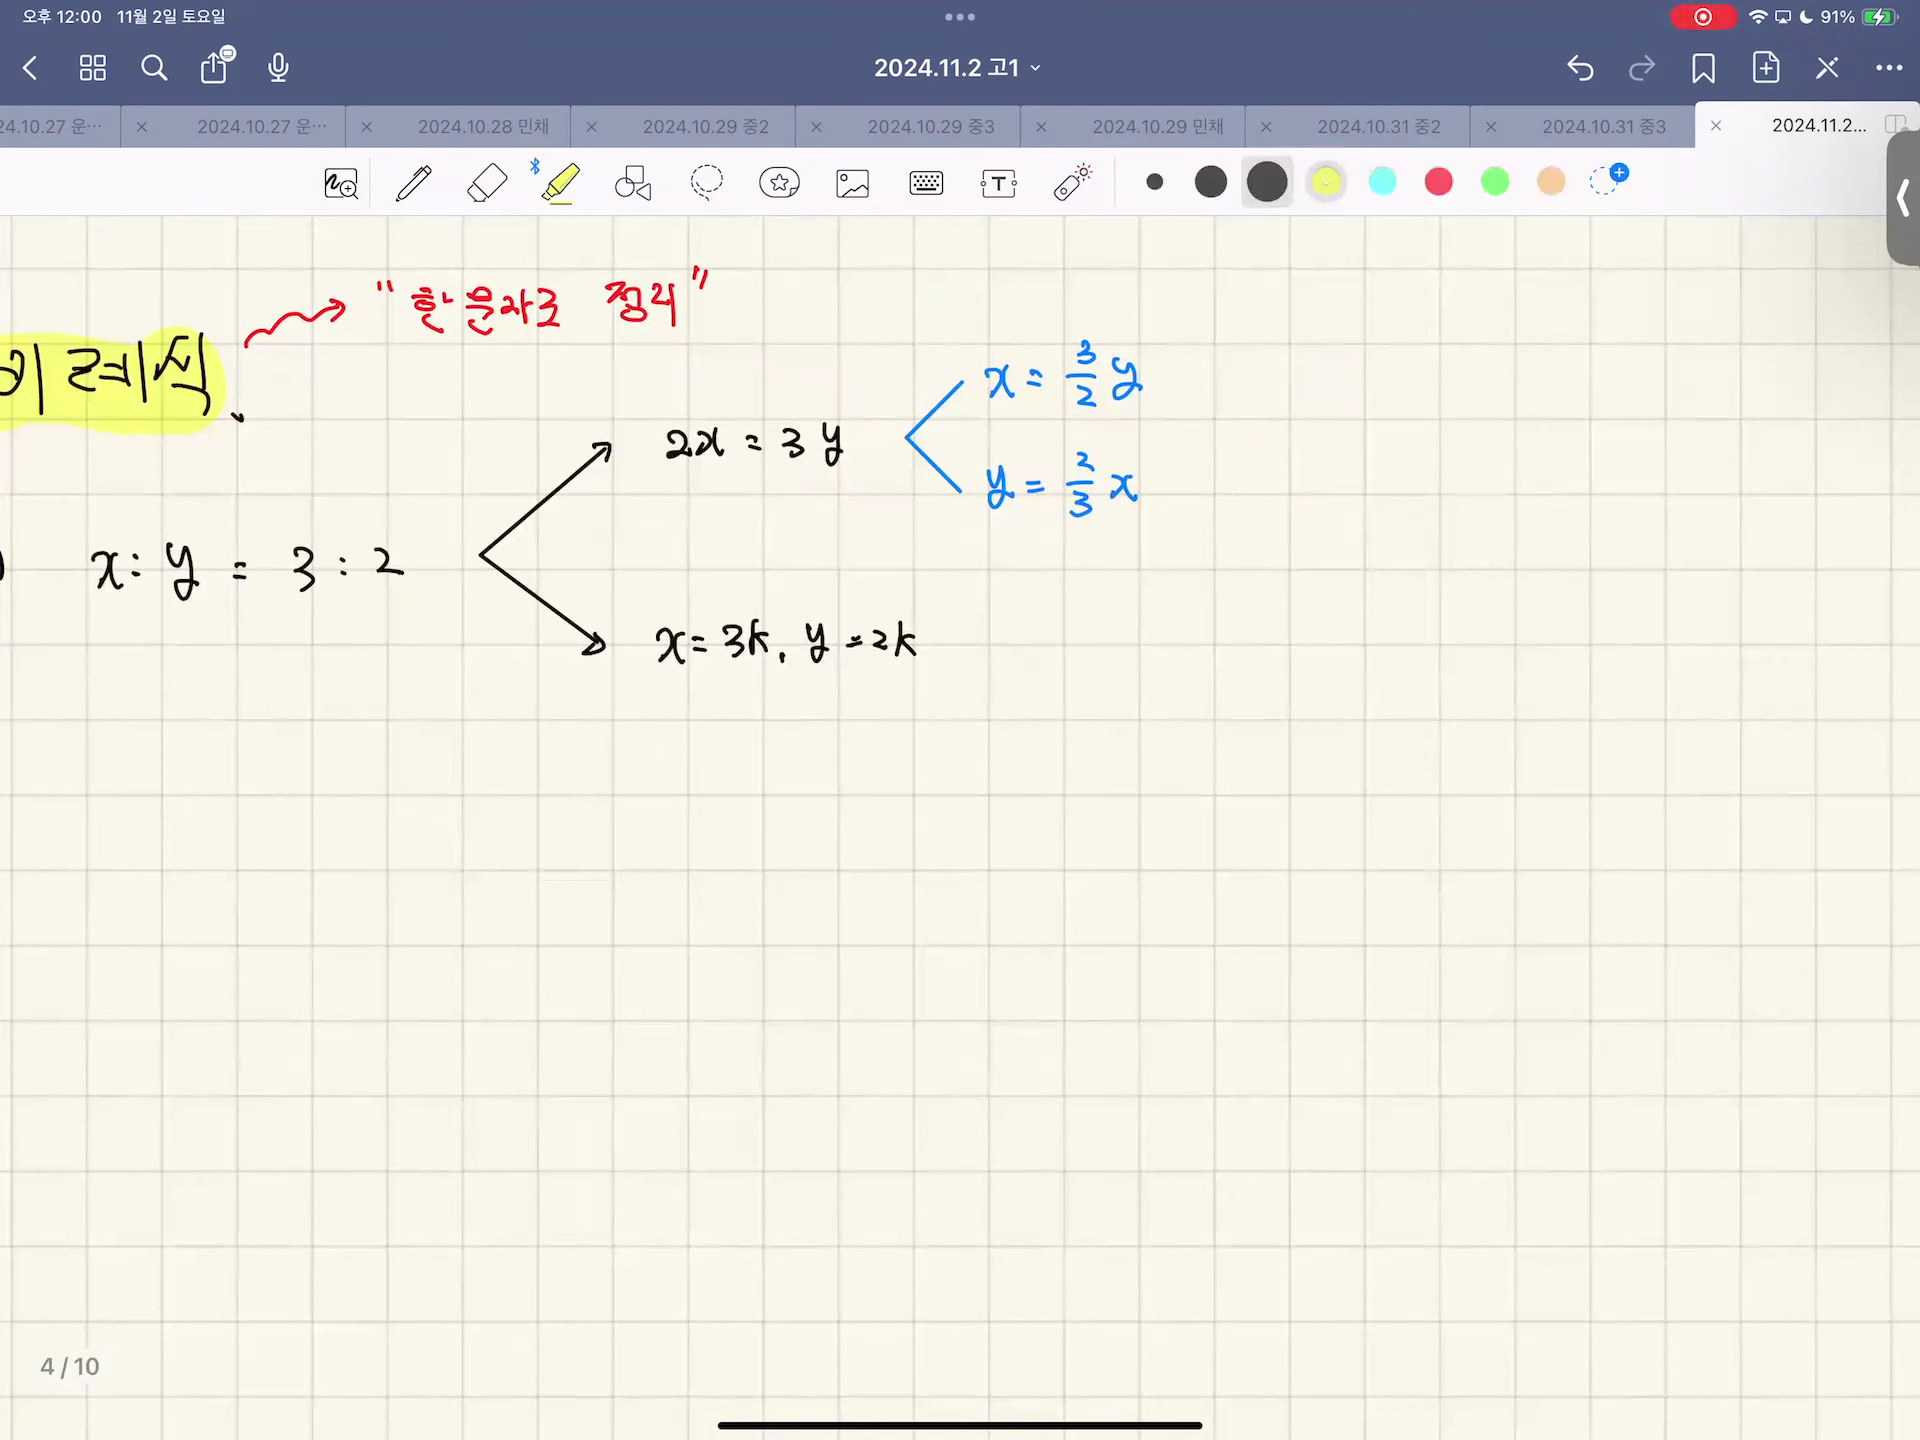 오후 12:00 11월 2일 토요일
91%
2024.11.2 고1
24.10.27 운···
2024.10.27 운···
2024.10.28 민채
2024.10.29 중2
2024.10.29 중3
2024.10.29 민채
2024.10.31 중2
2024.10.31 중3
2024.11.2...
"한 문자로 정리"
비례식.
x = 3/2 y
2x = 3y
y = 2/3 x
x : y = 3 : 2
x = 3k, y = 2k
4 / 10